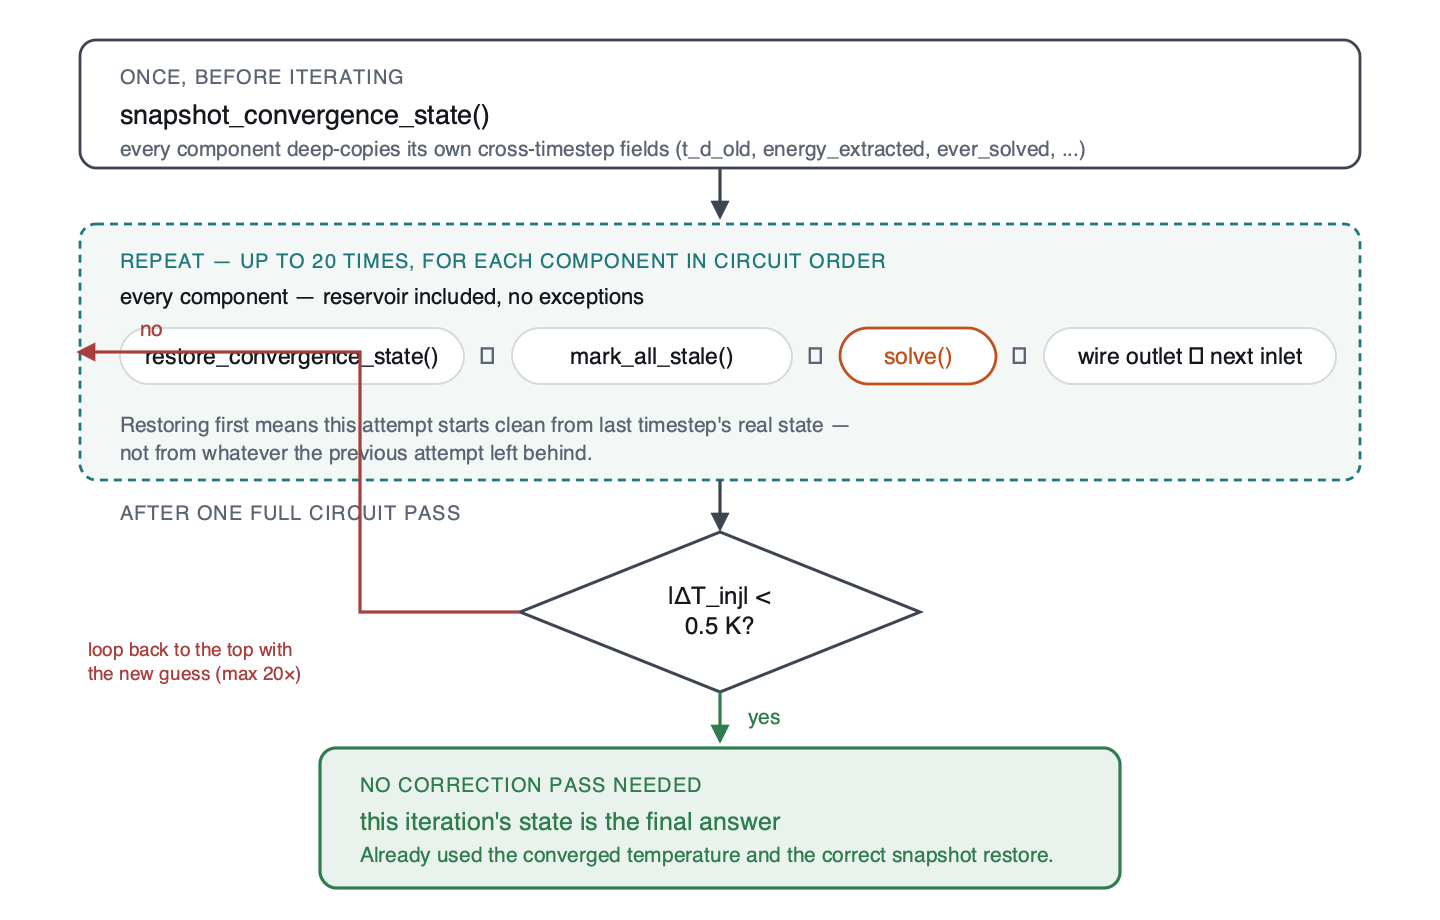 ONCE, BEFORE ITERATING
snapshot_convergence_state()
every component deep-copies its own cross-timestep fields (t_d_old, energy_extracted, ever_solved, ...)
REPEAT — UP TO 20 TIMES, FOR EACH COMPONENT IN CIRCUIT ORDER
every component — reservoir included, no exceptions
no
restore_convergence_state() □ mark_all_stale() □ solve() □ wire outlet □ next inlet
Restoring first means this attempt starts clean from last timestep's real state —
not from whatever the previous attempt left behind.
AFTER ONE FULL CIRCUIT PASS
|ΔT_inj| <
0.5 K?
loop back to the top with
the new guess (max 20×)
yes
NO CORRECTION PASS NEEDED
this iteration's state is the final answer
Already used the converged temperature and the correct snapshot restore.